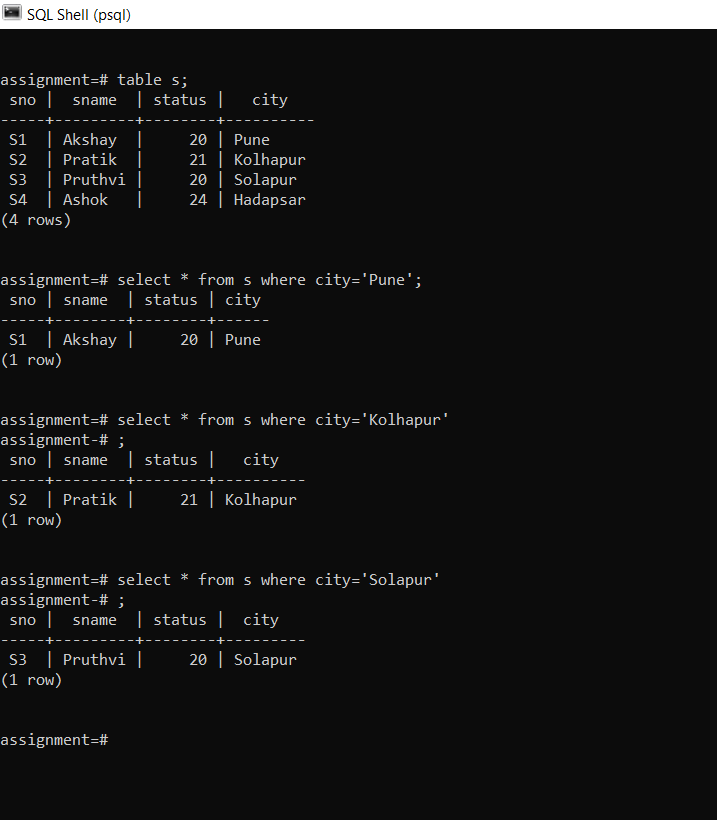 SQL Shell (psql)
assignment=# table s;
 sno |  sname  | status |   city
-----+---------+--------+----------
 S1  | Akshay  |     20 | Pune
 S2  | Pratik  |     21 | Kolhapur
 S3  | Pruthvi |     20 | Solapur
 S4  | Ashok   |     24 | Hadapsar
(4 rows)
assignment=# select * from s where city='Pune';
 sno | sname  | status | city
-----+--------+--------+------
 S1  | Akshay |     20 | Pune
(1 row)
assignment=# select * from s where city='Kolhapur'
assignment-# ;
 sno | sname  | status |   city
-----+--------+--------+----------
 S2  | Pratik |     21 | Kolhapur
(1 row)
assignment=# select * from s where city='Solapur'
assignment-# ;
 sno |  sname  | status |  city
-----+---------+--------+---------
 S3  | Pruthvi |     20 | Solapur
(1 row)
assignment=#